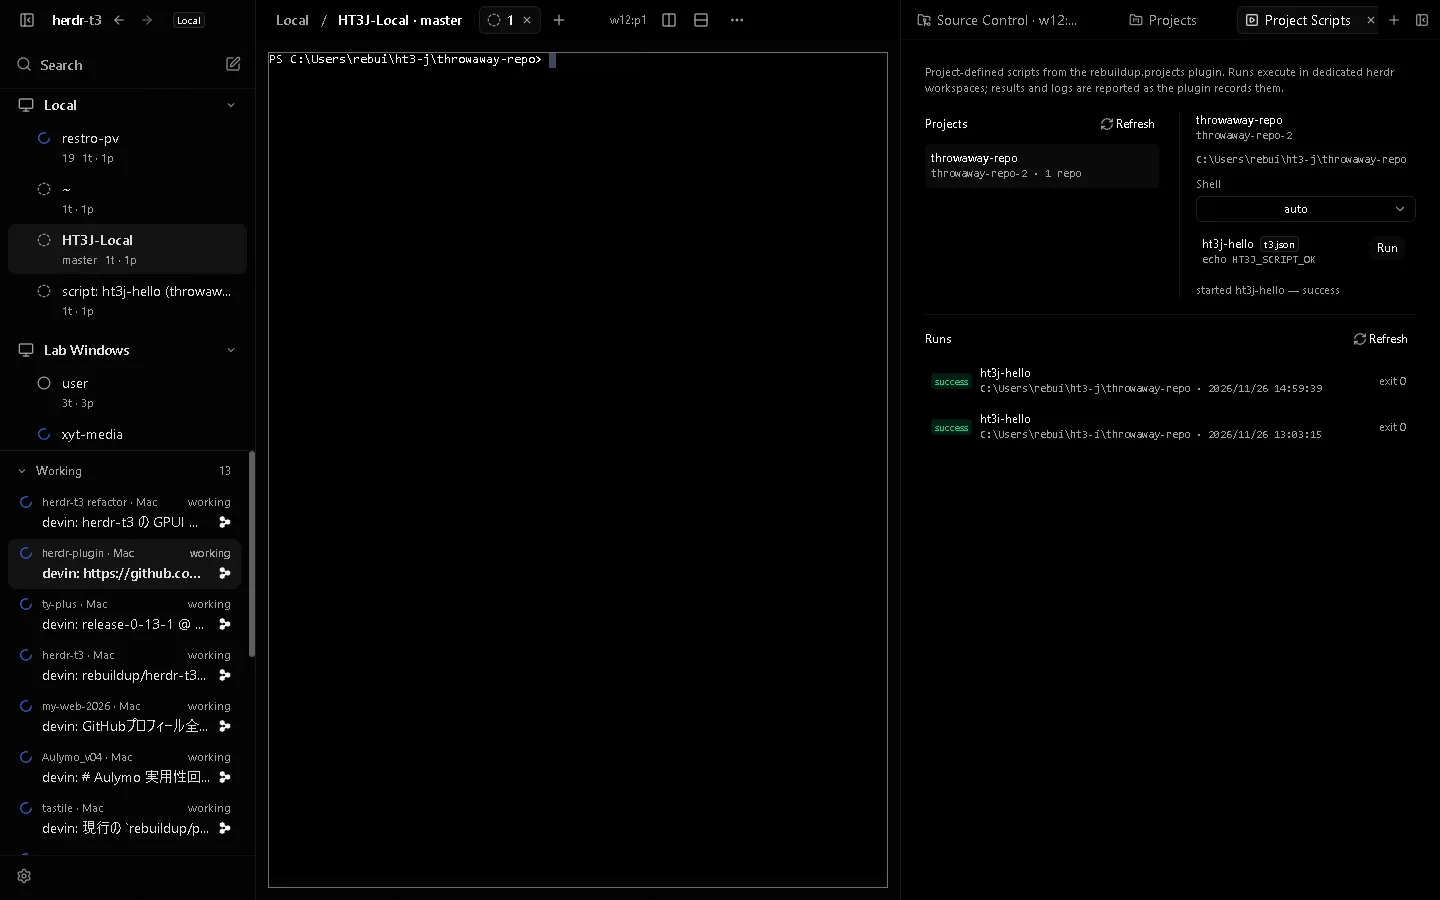 herdr-t3
Local
Search
Local
restro-pv
19 1t · 1p
~
1t · 1p
HT3J-Local
master 1t · 1p
script: ht3j-hello (throwaw...
1t · 1p
Lab Windows
user
3t · 3p
xyt-media
Working 13
herdr-t3 refactor · Mac working
devin: herdr-t3 の GPUI ...
herdr-plugin · Mac working
devin: https://github.co...
ty-plus · Mac working
devin: release-0-13-1 @ ...
herdr-t3 · Mac working
devin: rebuildup/herdr-t3...
my-web-2026 · Mac working
devin: GitHubプロフィール全...
Aulymo_v04 · Mac working
devin: # Aulymo 実用性回...
tastile · Mac working
devin: 現行の `rebuildup/p...
Local / HT3J-Local · master
1
w12:p1
PS C:\Users\rebui\ht3-j\throwaway-repo>
Source Control · w12:...
Projects
Project Scripts
Project-defined scripts from the rebuildup.projects plugin. Runs execute in dedicated herdr
workspaces; results and logs are reported as the plugin records them.
Projects
Refresh
throwaway-repo
throwaway-repo-2 · 1 repo
throwaway-repo
throwaway-repo-2
C:\Users\rebui\ht3-j\throwaway-repo
Shell
auto
ht3j-hello t3.json
echo HT3J_SCRIPT_OK
Run
started ht3j-hello — success
Runs
Refresh
success
ht3j-hello
C:\Users\rebui\ht3-j\throwaway-repo · 2026/11/26 14:59:39
exit 0
success
ht3i-hello
C:\Users\rebui\ht3-i\throwaway-repo · 2026/11/26 13:03:15
exit 0